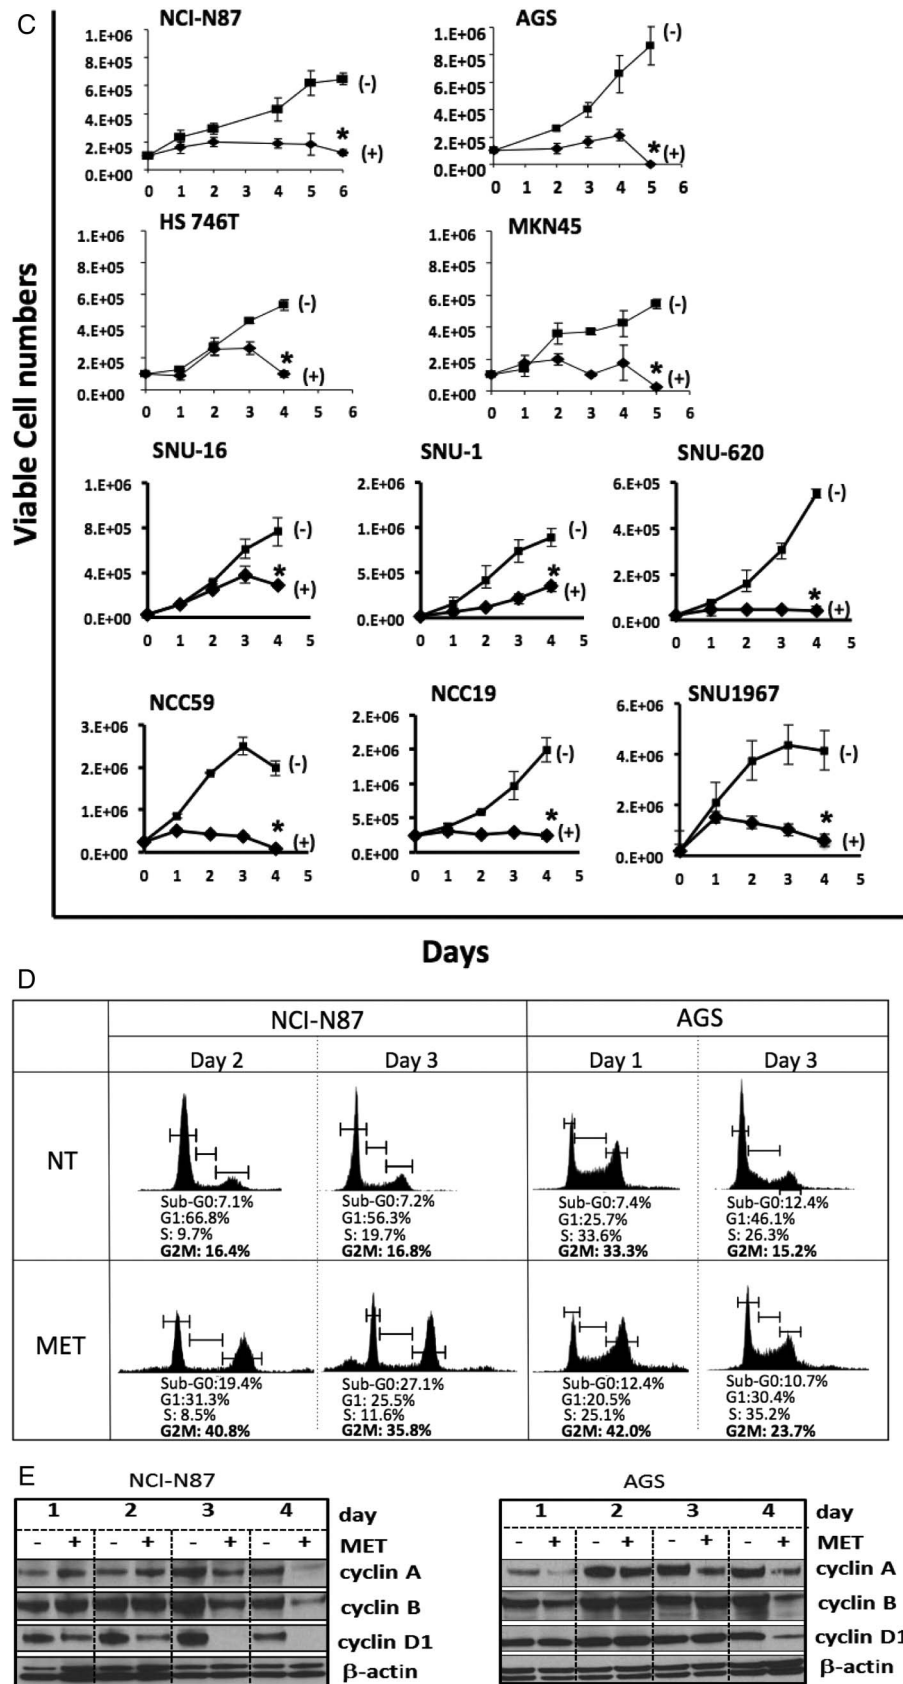 C
NCI-N87
1.E+06
8.E+05
6.E+05
4.E+05
2.E+05
0.E+00
(-)
*
(+)
0 1 2 3 4 5 6
AGS
1.E+06
8.E+05
6.E+05
4.E+05
2.E+05
0.E+00
(-)
* (+)
0 1 2 3 4 5 6
HS 746T
1.E+06
8.E+05
6.E+05
4.E+05
2.E+05
0.E+00
(-)
*
(+)
0 1 2 3 4 5 6
MKN45
1.E+06
8.E+05
6.E+05
4.E+05
2.E+05
0.E+00
(-)
*
(+)
0 1 2 3 4 5 6
Viable Cell numbers
SNU-16
1.E+06
8.E+05
4.E+05
0.E+00
(-)
*
(+)
0 1 2 3 4 5
SNU-1
2.E+06
1.E+06
5.E+05
0.E+00
(-)
*
(+)
0 1 2 3 4 5
SNU-620
6.E+05
2.E+05
0.E+00
(-)
*
(+)
0 1 2 3 4 5
NCC59
3.E+06
2.E+06
1.E+06
0.E+00
(-)
*
(+)
0 1 2 3 4 5
NCC19
2.E+06
2.E+06
1.E+06
5.E+05
0.E+00
(-)
*
(+)
0 1 2 3 4 5
SNU1967
6.E+06
4.E+06
2.E+06
0.E+00
(-)
*
(+)
0 1 2 3 4 5
Days
D
NCI-N87 AGS
Day 2 Day 3 Day 1 Day 3
NT
Sub-G0:7.1%
G1:66.8%
S: 9.7%
G2M: 16.4%
Sub-G0:7.2%
G1:56.3%
S: 19.7%
G2M: 16.8%
Sub-G0:7.4%
G1:25.7%
S: 33.6%
G2M: 33.3%
Sub-G0:12.4%
G1:46.1%
S: 26.3%
G2M: 15.2%
MET
Sub-G0:19.4%
G1:31.3%
S: 8.5%
G2M: 40.8%
Sub-G0:27.1%
G1: 25.5%
S: 11.6%
G2M: 35.8%
Sub-G0:12.4%
G1:20.5%
S: 25.1%
G2M: 42.0%
Sub-G0:10.7%
G1:30.4%
S: 35.2%
G2M: 23.7%
E
NCI-N87
1 2 3 4 day
- + - + - + - + MET
cyclin A
cyclin B
cyclin D1
β-actin
AGS
1 2 3 4 day
- + - + - + - + MET
cyclin A
cyclin B
cyclin D1
β-actin